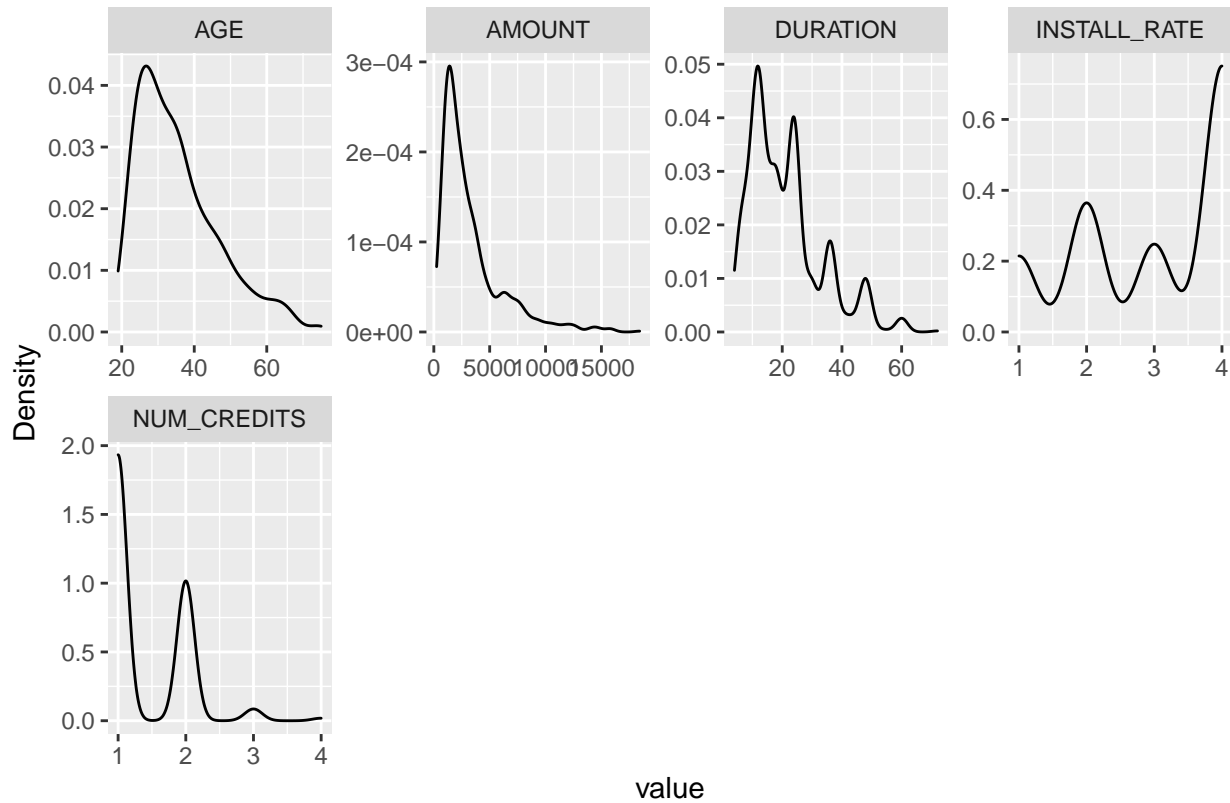 AGE AMOUNT DURATION INSTALL_RATE
0.04
0.03
0.02
0.01
0.00
20 40 60
3e−04
2e−04
1e−04
0e+00
0 5000 10000 15000
0.05
0.04
0.03
0.02
0.01
0.00
20 40 60
0.6
0.4
0.2
0.0
1 2 3 4
Density
NUM_CREDITS
2.0
1.5
1.0
0.5
0.0
1 2 3 4
value